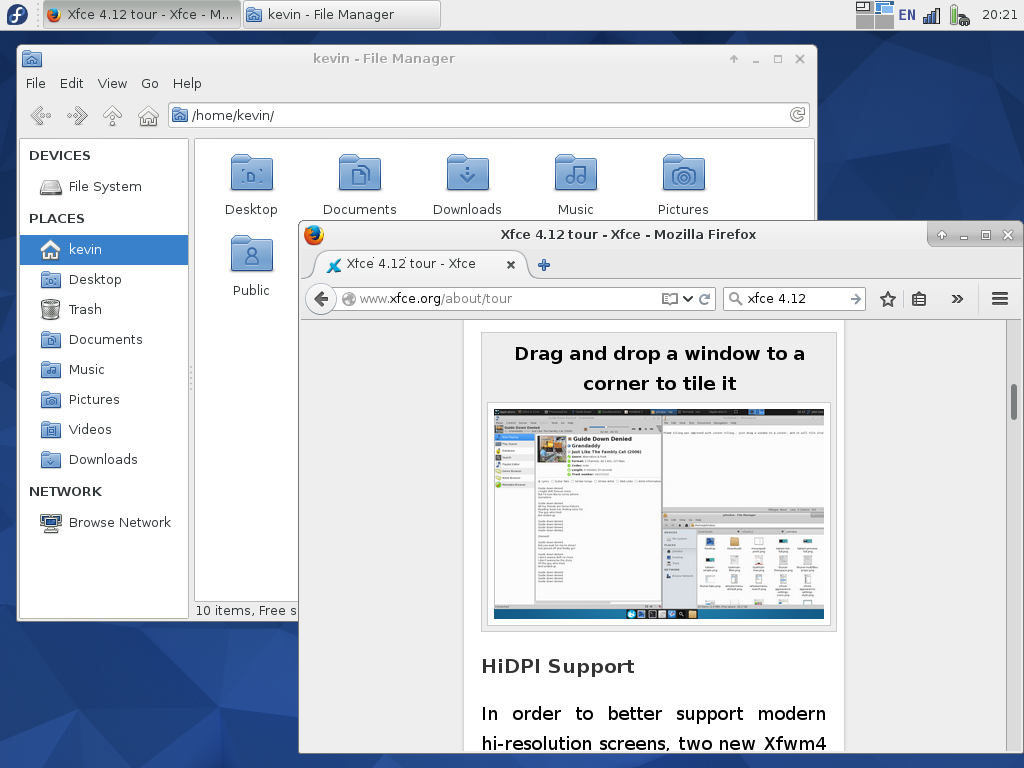 Xfce 4.12 tour - Xfce - M...
kevin - File Manager
EN
20:21
kevin - File Manager
File Edit View Go Help
/home/kevin/
DEVICES
File System
PLACES
kevin
Desktop
Trash
Documents
Music
Pictures
Videos
Downloads
NETWORK
Browse Network
Desktop Documents Downloads Music Pictures
Public
10 items, Free s
Xfce 4.12 tour - Xfce - Mozilla Firefox
Xfce 4.12 tour - Xfce
www.xfce.org/about/tour
xfce 4.12
Drag and drop a window to a
corner to tile it
Guide Down Denied
Grandaddy
Just Like The Fambly Cat (2006)
HiDPI Support
In order to better support modern
hi-resolution screens, two new Xfwm4